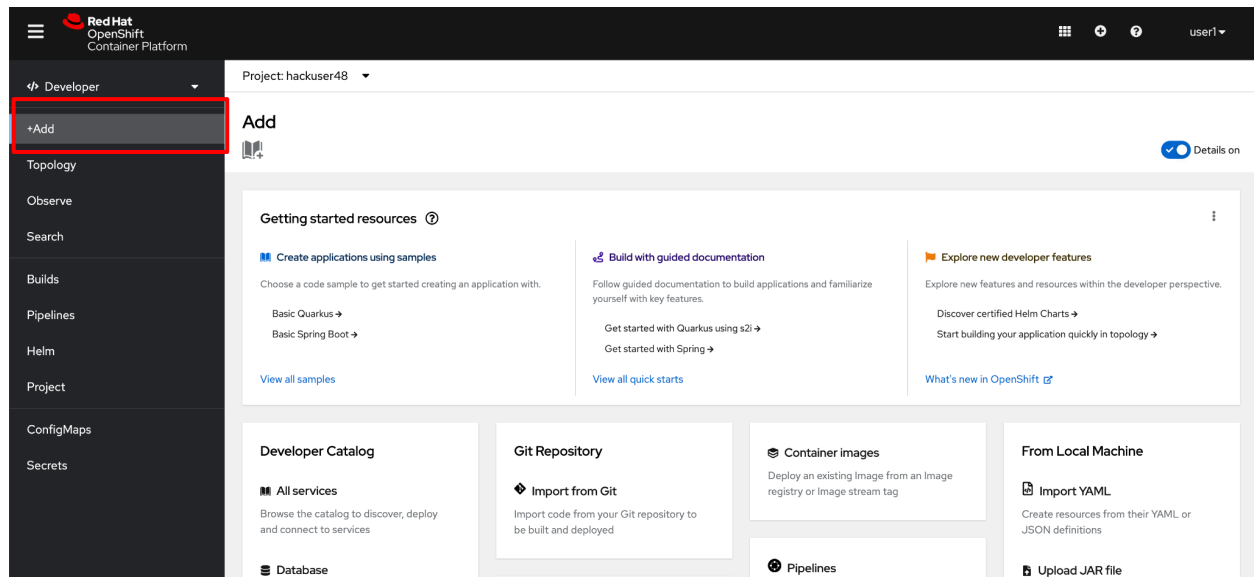 Red Hat
OpenShift
Container Platform
user1
Developer
+Add
Topology
Observe
Search
Builds
Pipelines
Helm
Project
ConfigMaps
Secrets
Project: hackuser48
Add
Details on
Getting started resources
Create applications using samples
Choose a code sample to get started creating an application with.
Basic Quarkus →
Basic Spring Boot →
View all samples
Build with guided documentation
Follow guided documentation to build applications and familiarize
yourself with key features.
Get started with Quarkus using s2i →
Get started with Spring →
View all quick starts
Explore new developer features
Explore new features and resources within the developer perspective.
Discover certified Helm Charts →
Start building your application quickly in topology →
What's new in OpenShift
Developer Catalog
All services
Browse the catalog to discover, deploy
and connect to services
Database
Git Repository
Import from Git
Import code from your Git repository to
be built and deployed
Container images
Deploy an existing Image from an Image
registry or Image stream tag
Pipelines
From Local Machine
Import YAML
Create resources from their YAML or
JSON definitions
Upload JAR file